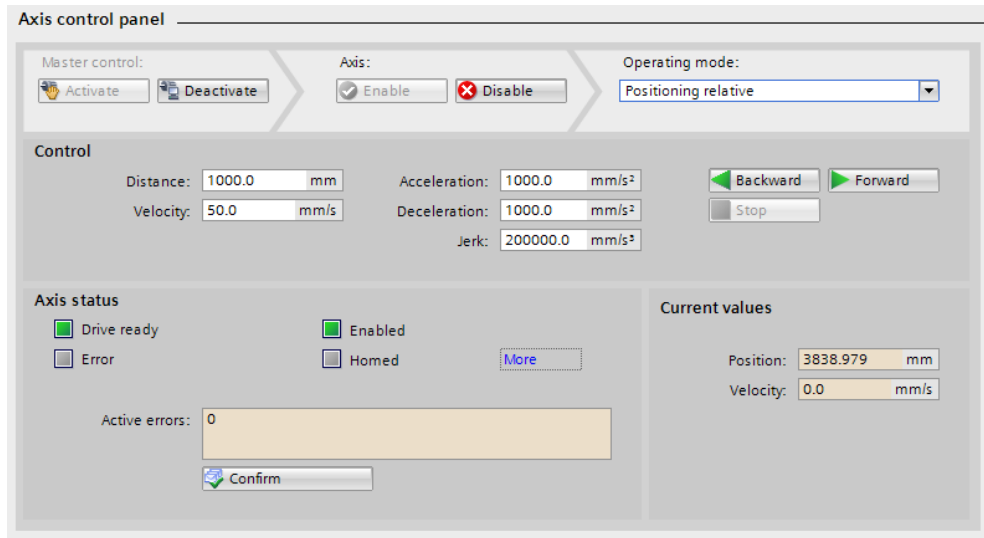 Axis control panel
Master control: Axis: Operating mode:
Activate Deactivate Enable Disable Positioning relative
Control
Distance: 1000.0 mm Acceleration: 1000.0 mm/s² Backward Forward
Velocity: 50.0 mm/s Deceleration: 1000.0 mm/s² Stop
Jerk: 200000.0 mm/s³
Axis status
Drive ready Enabled
Error Homed More
Active errors: 0
Confirm
Current values
Position: 3838.979 mm
Velocity: 0.0 mm/s